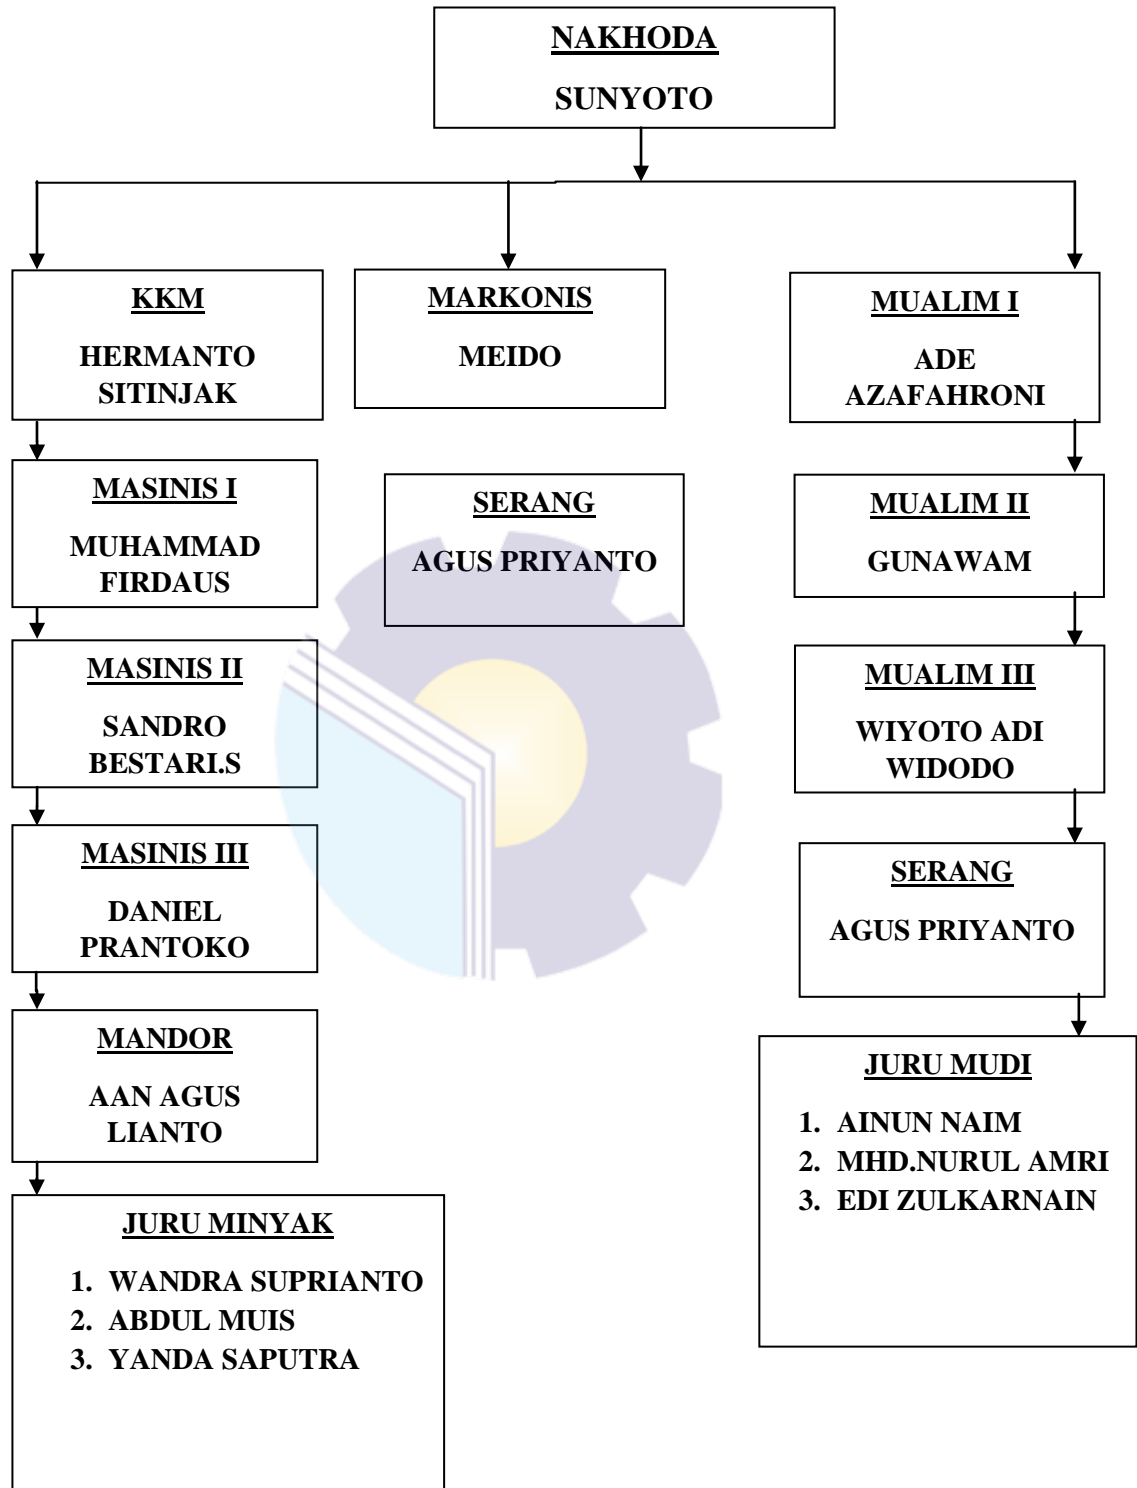 NAKHODA
SUNYOTO
KKM
HERMANTO
SITINJAK
MARKONIS
MEIDO
MUALIM I
ADE
AZAFAHRONI
MASINIS I
MUHAMMAD
FIRDAUS
SERANG
AGUS PRIYANTO
MUALIM II
GUNAWAM
MASINIS II
SANDRO
BESTARI.S
MUALIM III
WIYOTO ADI
WIDODO
MASINIS III
DANIEL
PRANTOKO
SERANG
AGUS PRIYANTO
MANDOR
AAN AGUS
LIANTO
JURU MUDI
1. AINUN NAIM
2. MHD.NURUL AMRI
3. EDI ZULKARNAIN
JURU MINYAK
1. WANDRA SUPRIANTO
2. ABDUL MUIS
3. YANDA SAPUTRA